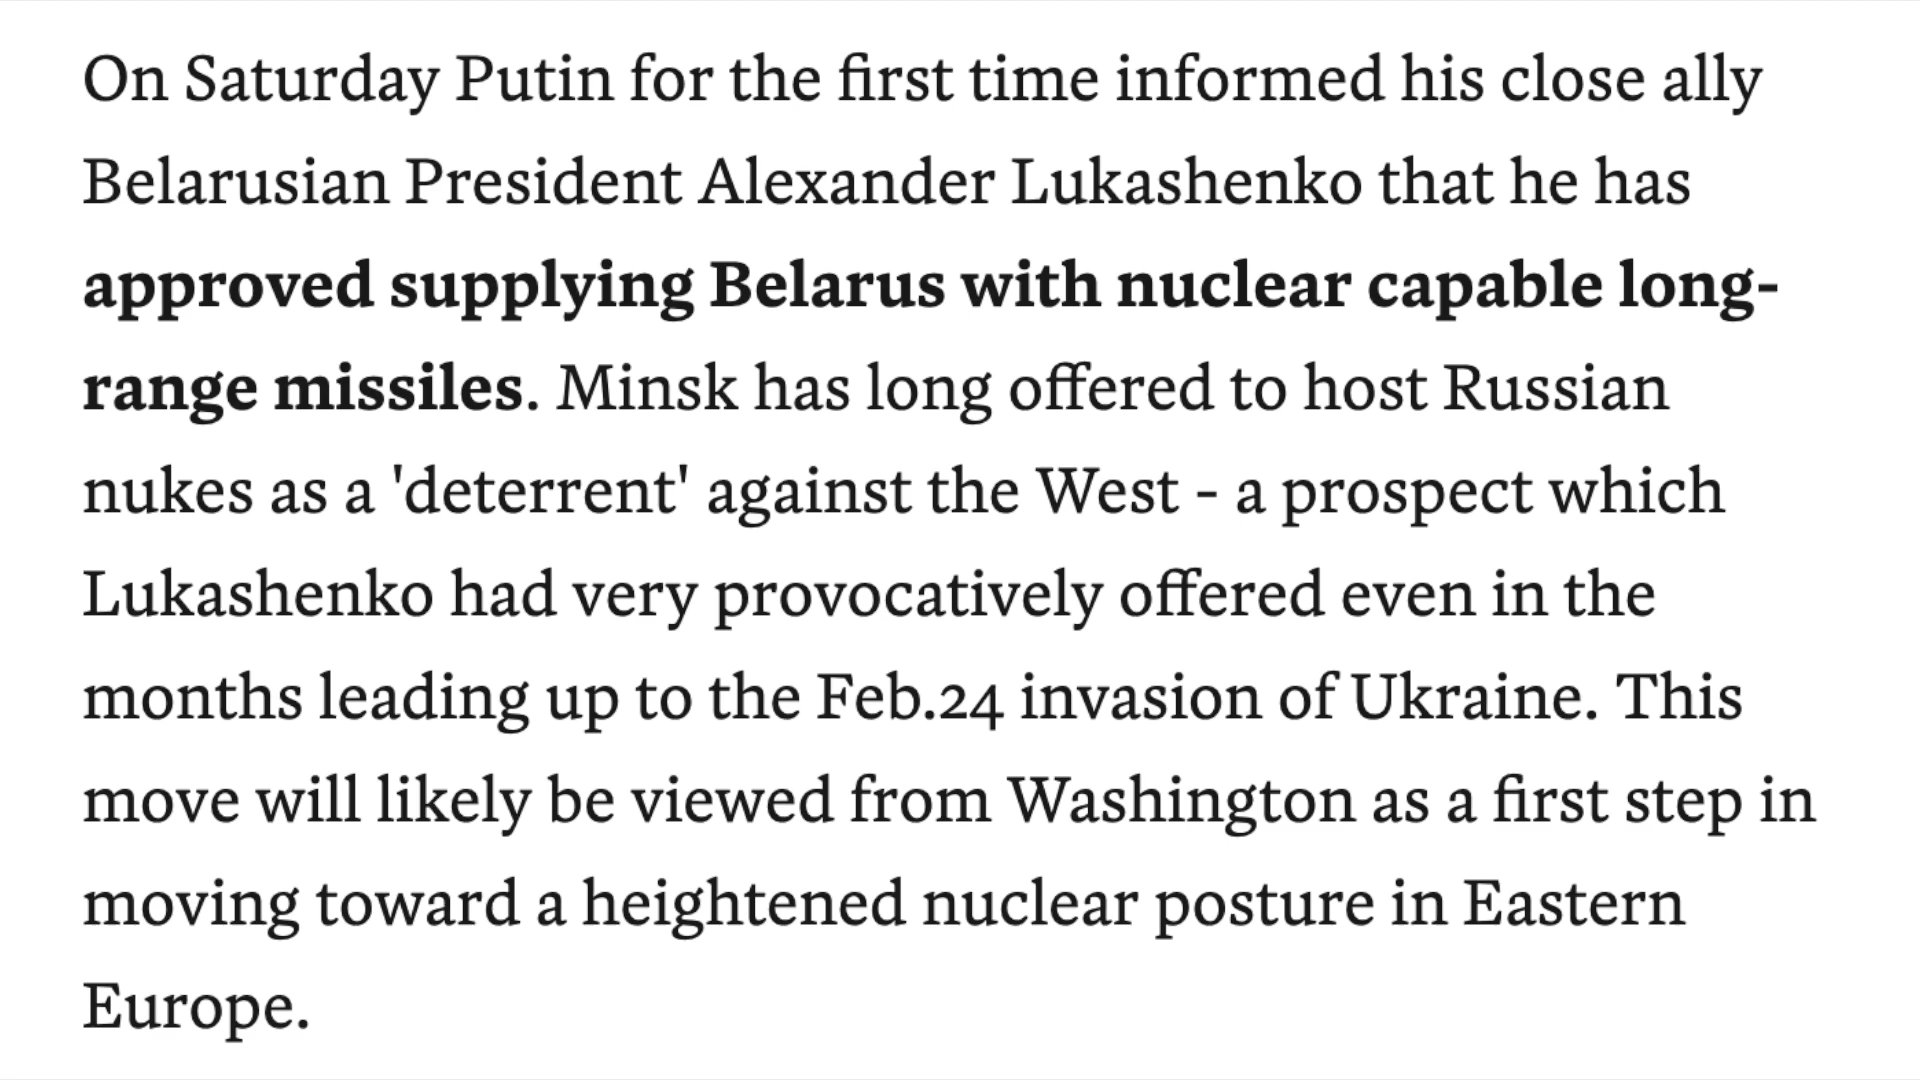 On Saturday Putin for the first time informed his close ally
Belarusian President Alexander Lukashenko that he has
approved supplying Belarus with nuclear capable long-
range missiles. Minsk has long offered to host Russian
nukes as a 'deterrent' against the West - a prospect which
Lukashenko had very provocatively offered even in the
months leading up to the Feb.24 invasion of Ukraine. This
move will likely be viewed from Washington as a first step in
moving toward a heightened nuclear posture in Eastern
Europe.